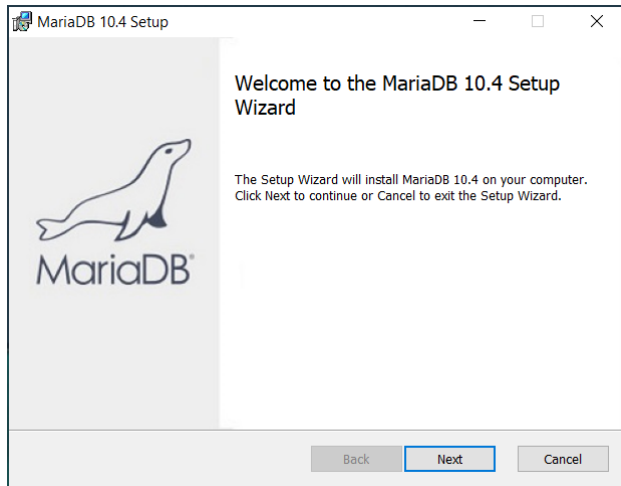 MariaDB 10.4 Setup
Welcome to the MariaDB 10.4 Setup
Wizard
The Setup Wizard will install MariaDB 10.4 on your computer.
Click Next to continue or Cancel to exit the Setup Wizard.
MariaDB®
Back
Next
Cancel